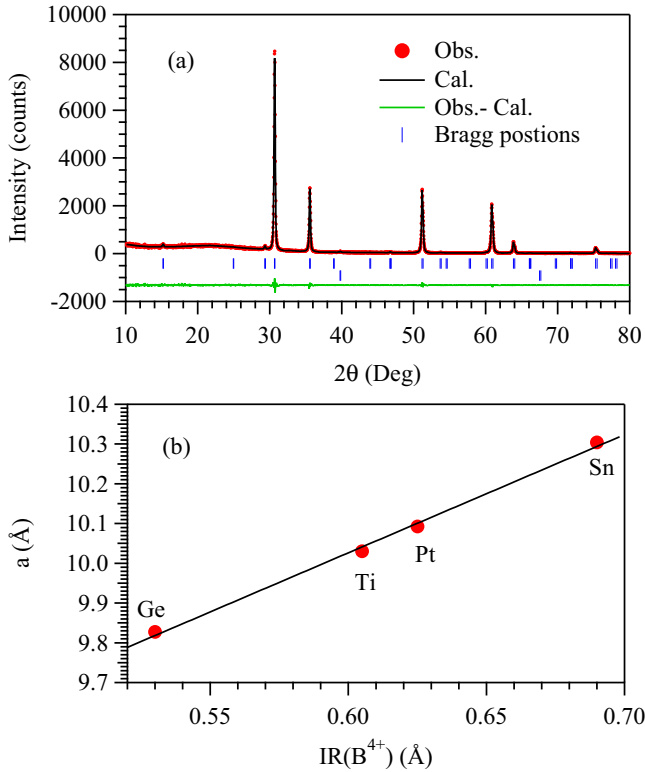 10000
8000
6000
4000
2000
0
-2000
Intensity (counts)
(a)
Obs.
Cal.
Obs.- Cal.
Bragg postions
10 20 30 40 50 60 70 80
2θ (Deg)
10.4
10.3
10.2
10.1
10.0
9.9
9.8
9.7
a (Å)
(b)
Sn
Pt
Ti
Ge
0.55 0.60 0.65 0.70
IR(B⁴⁺) (Å)